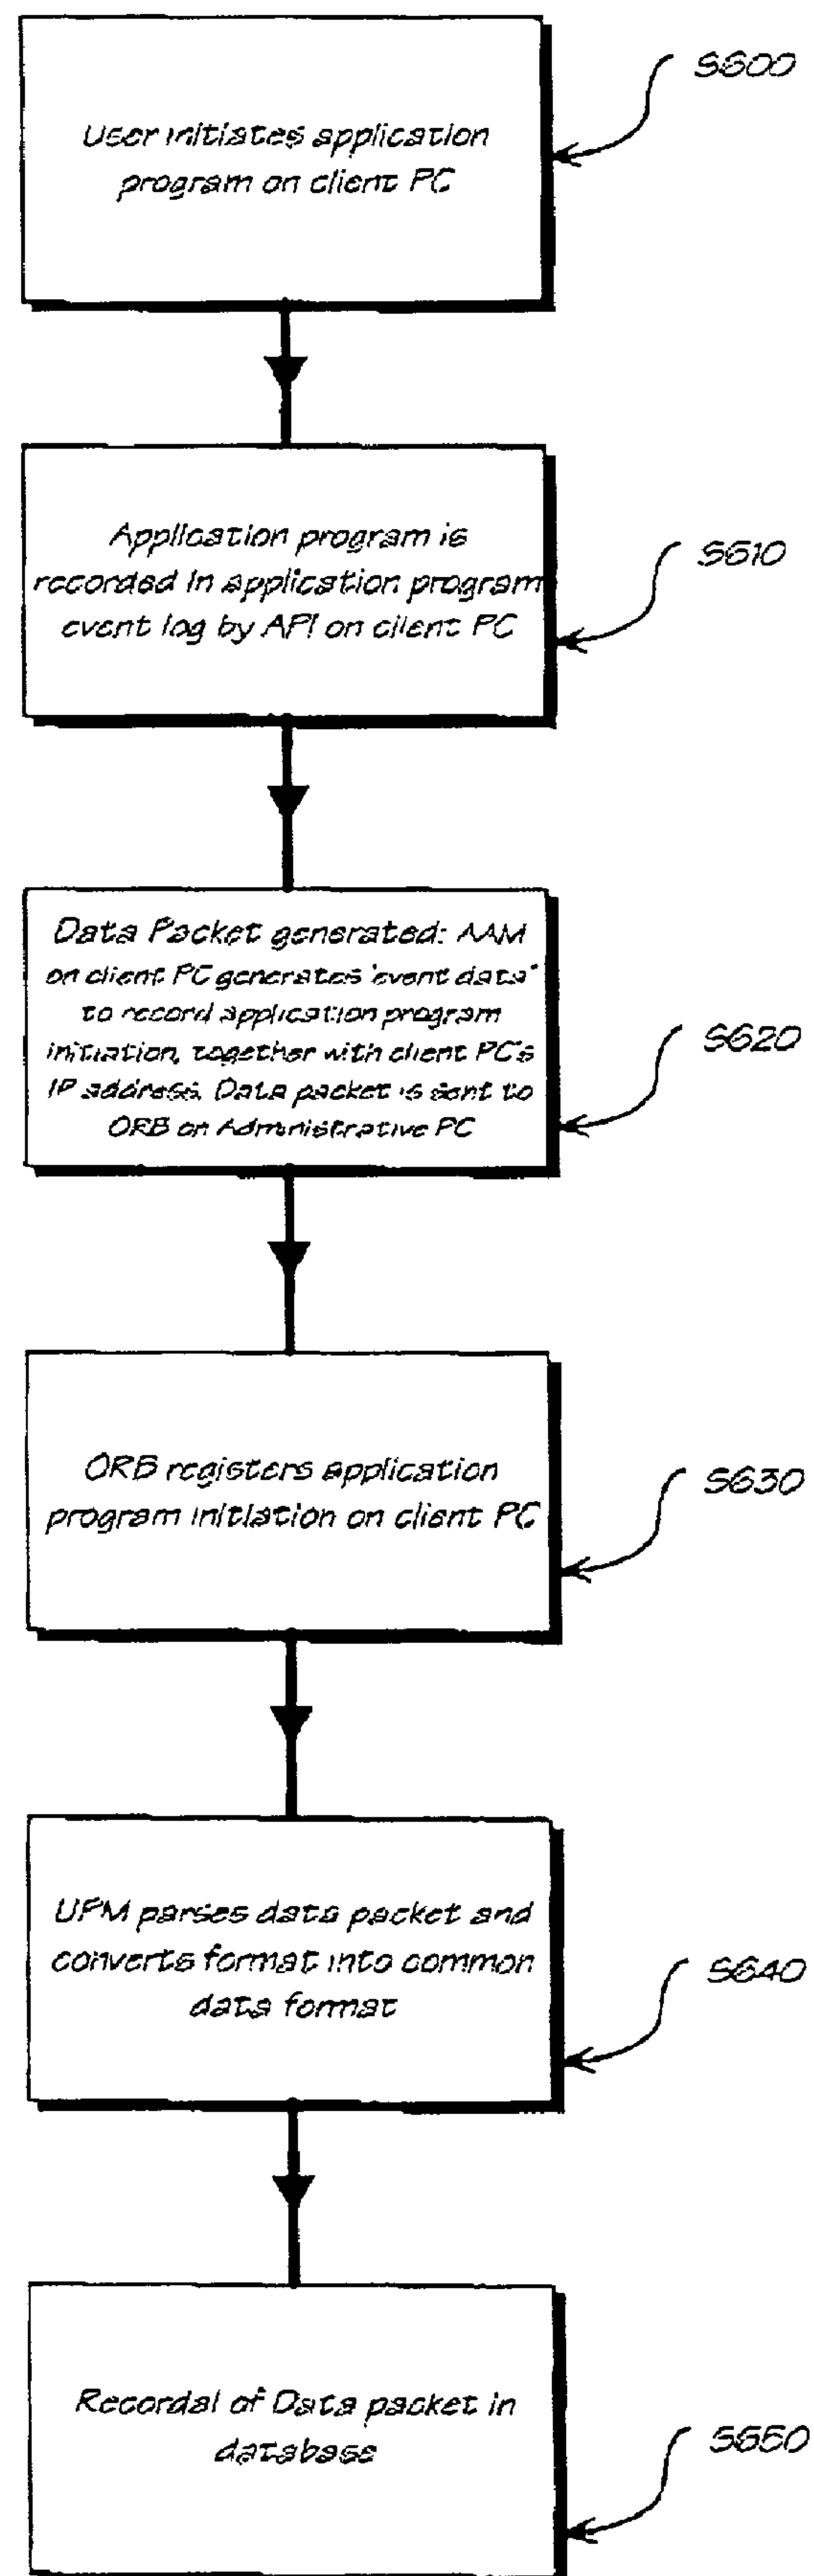 User initiates application
program on client PC
S600
Application program is
recorded in application program
event log by API on client PC
S610
Data Packet generated: AAM
on client PC generates 'event data'
to record application program
initiation, together with client PC's
IP address. Data packet is sent to
ORB on Administrative PC
S620
ORB registers application
program initiation on client PC
S630
UPM parses data packet and
converts format into common
data format
S640
Recordal of Data packet in
database
S650